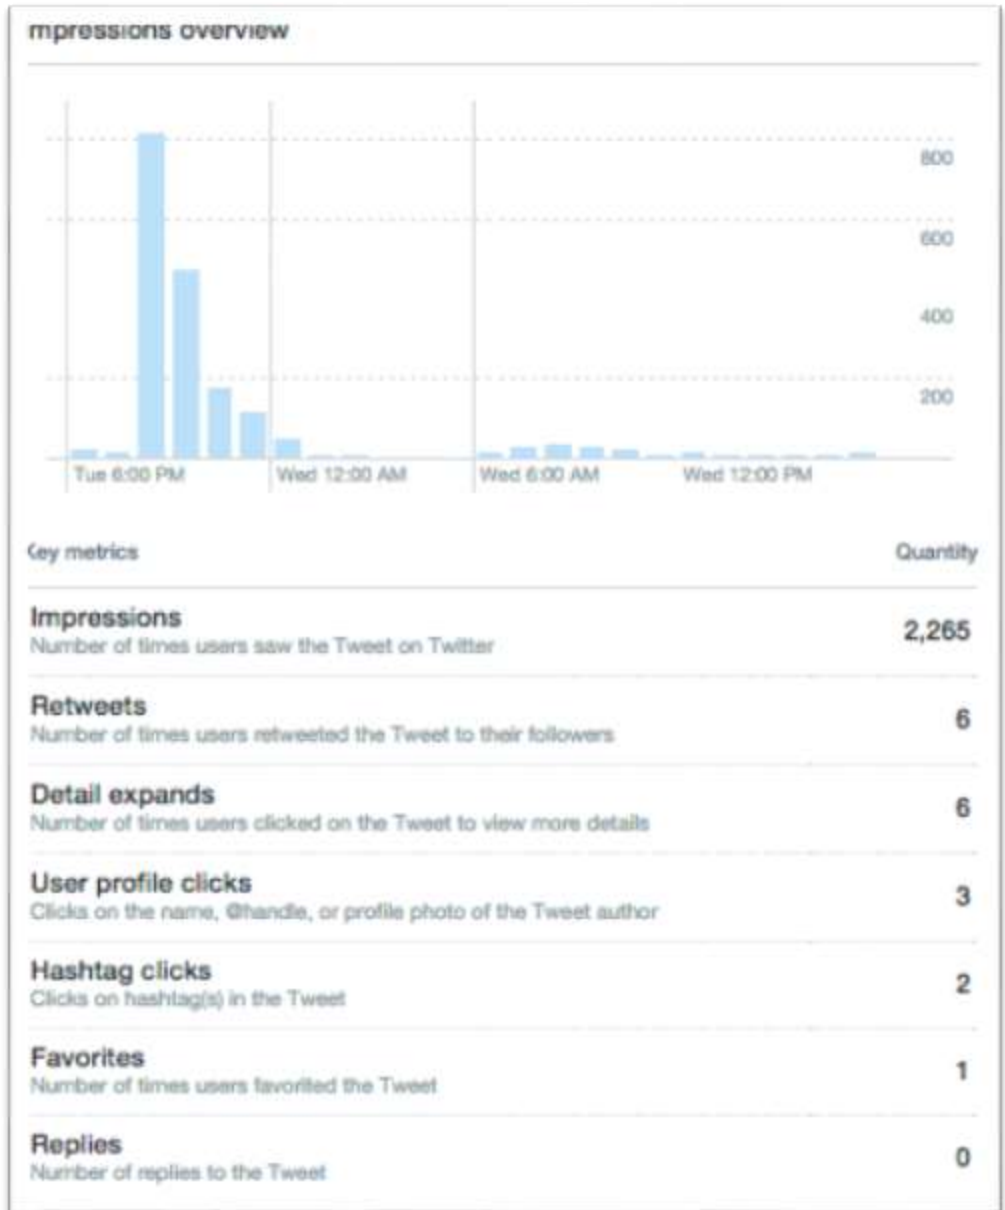 mpressions overview
800
600
400
200
Tue 6:00 PM Wed 12:00 AM Wed 6:00 AM Wed 12:00 PM
Key metrics Quantity
Impressions
Number of times users saw the Tweet on Twitter
2,265
Retweets
Number of times users retweeted the Tweet to their followers
6
Detail expands
Number of times users clicked on the Tweet to view more details
6
User profile clicks
Clicks on the name, @handle, or profile photo of the Tweet author
3
Hashtag clicks
Clicks on hashtag(s) in the Tweet
2
Favorites
Number of times users favorited the Tweet
1
Replies
Number of replies to the Tweet
0